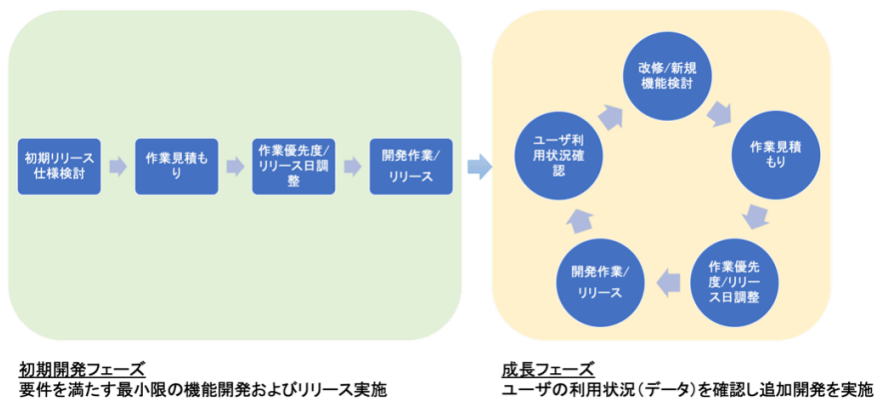 初期リリース
仕様検討
作業見積も
り
作業優先度/
リリース日調
整
開発作業/
リリース
改修/新規
機能検討
作業見積
もり
作業優先
度/リリー
ス日調整
開発作業/
リリース
ユーザ利
用状況確
認
初期開発フェーズ
要件を満たす最小限の機能開発およびリリース実施
成長フェーズ
ユーザの利用状況（データ）を確認し追加開発を実施